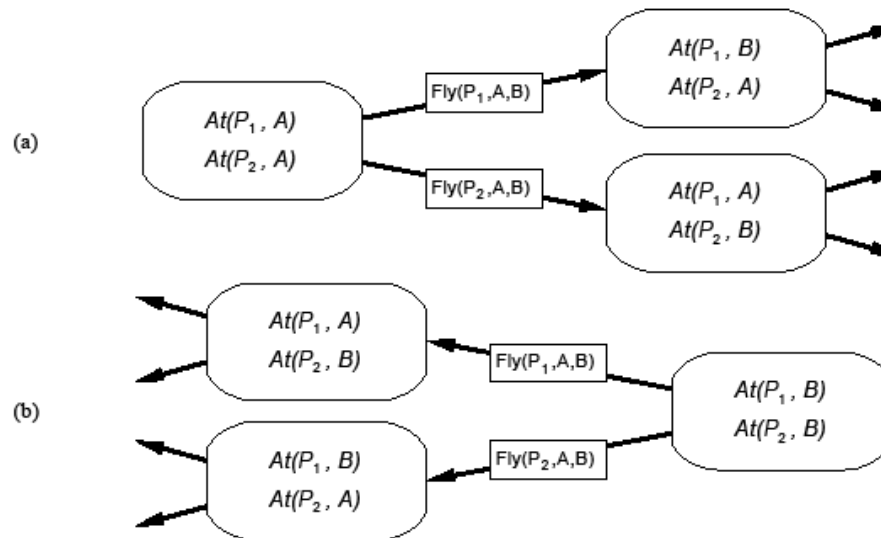 (a)
At(P₁, A)
At(P₂, A)
Fly(P₁,A,B)
Fly(P₂,A,B)
At(P₁, B)
At(P₂, A)
At(P₁, A)
At(P₂, B)
(b)
At(P₁, A)
At(P₂, B)
At(P₁, B)
At(P₂, A)
Fly(P₁,A,B)
Fly(P₂,A,B)
At(P₁, B)
At(P₂, B)